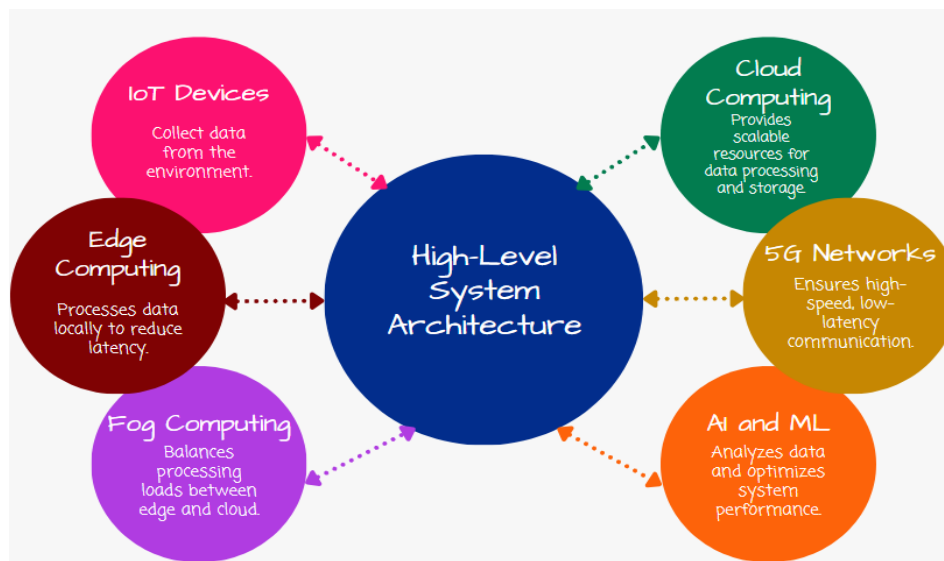 IoT Devices
Collect data
from the
environment.
Edge
Computing
Processes data
locally to reduce
latency.
Fog Computing
Balances
processing
loads between
edge and cloud.
High-Level
System
Architecture
Cloud
Computing
Provides
scalable
resources for
data processing
and storage.
5G Networks
Ensures high-
speed, low-
latency
communication.
AI and ML
Analyzes data
and optimizes
system
performance.